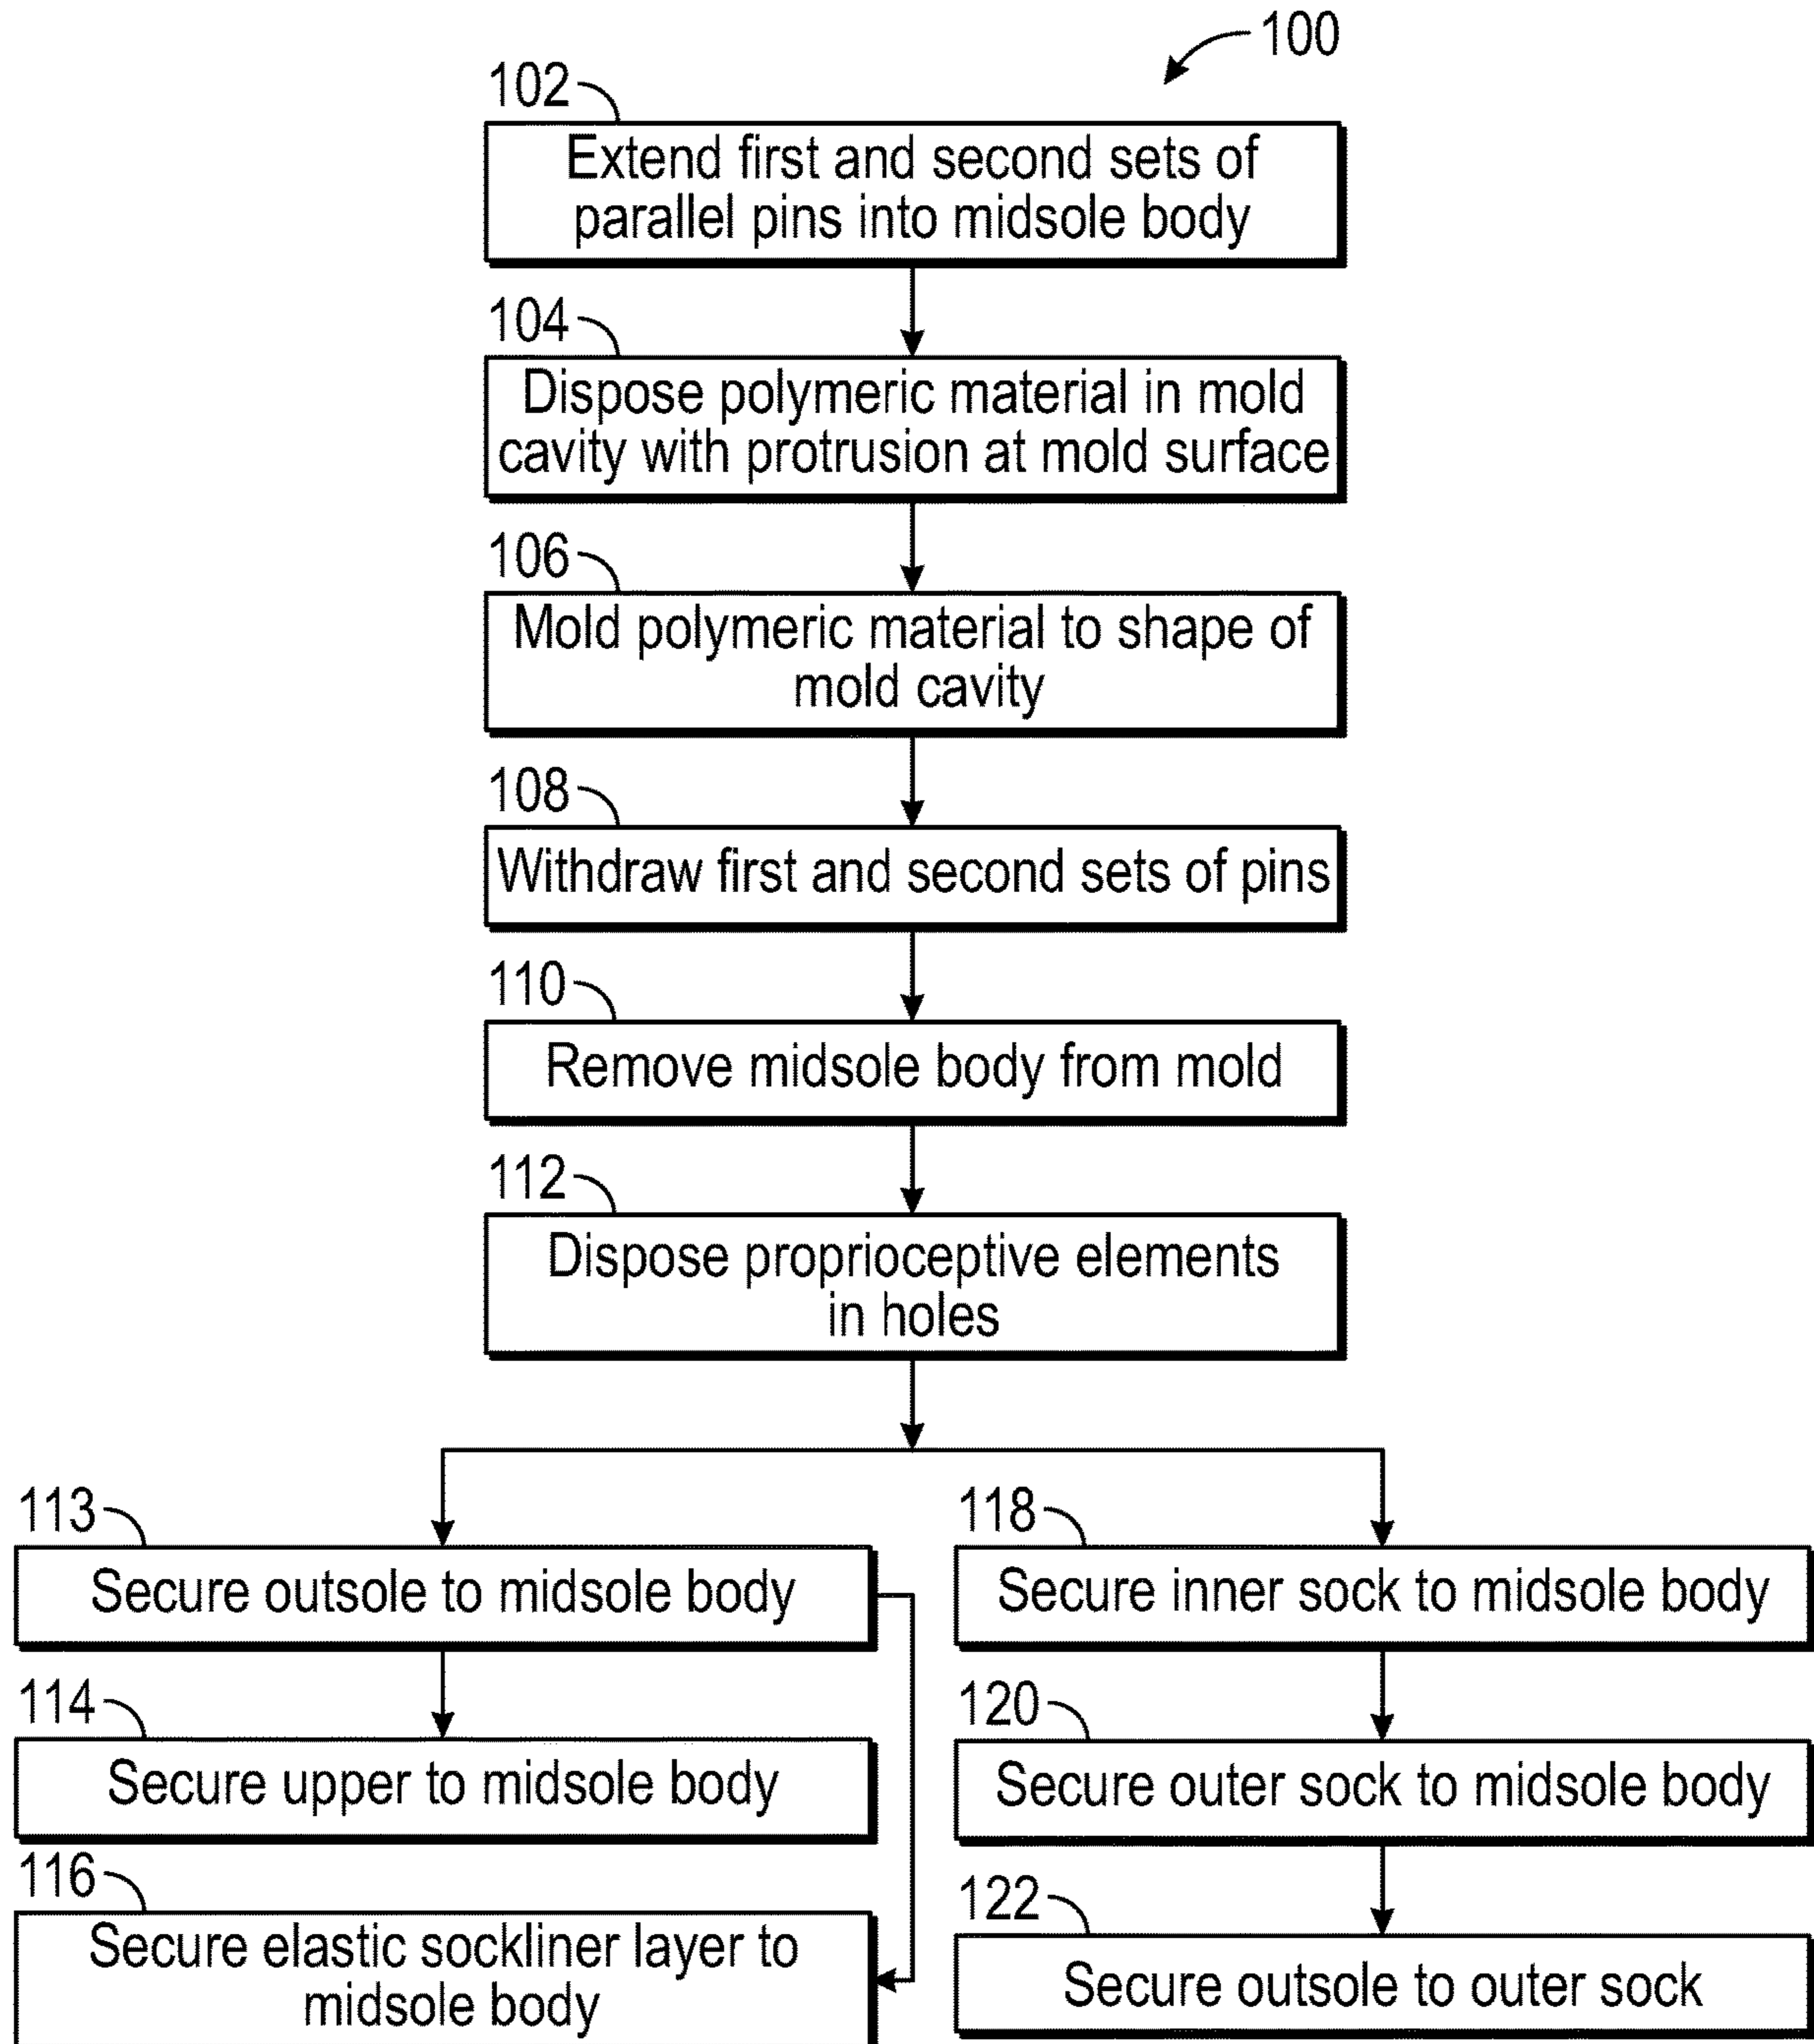 100
102
Extend first and second sets of
parallel pins into midsole body
104
Dispose polymeric material in mold
cavity with protrusion at mold surface
106
Mold polymeric material to shape of
mold cavity
108
Withdraw first and second sets of pins
110
Remove midsole body from mold
112
Dispose proprioceptive elements
in holes
113
Secure outsole to midsole body
114
Secure upper to midsole body
116
Secure elastic sockliner layer to
midsole body
118
Secure inner sock to midsole body
120
Secure outer sock to midsole body
122
Secure outsole to outer sock